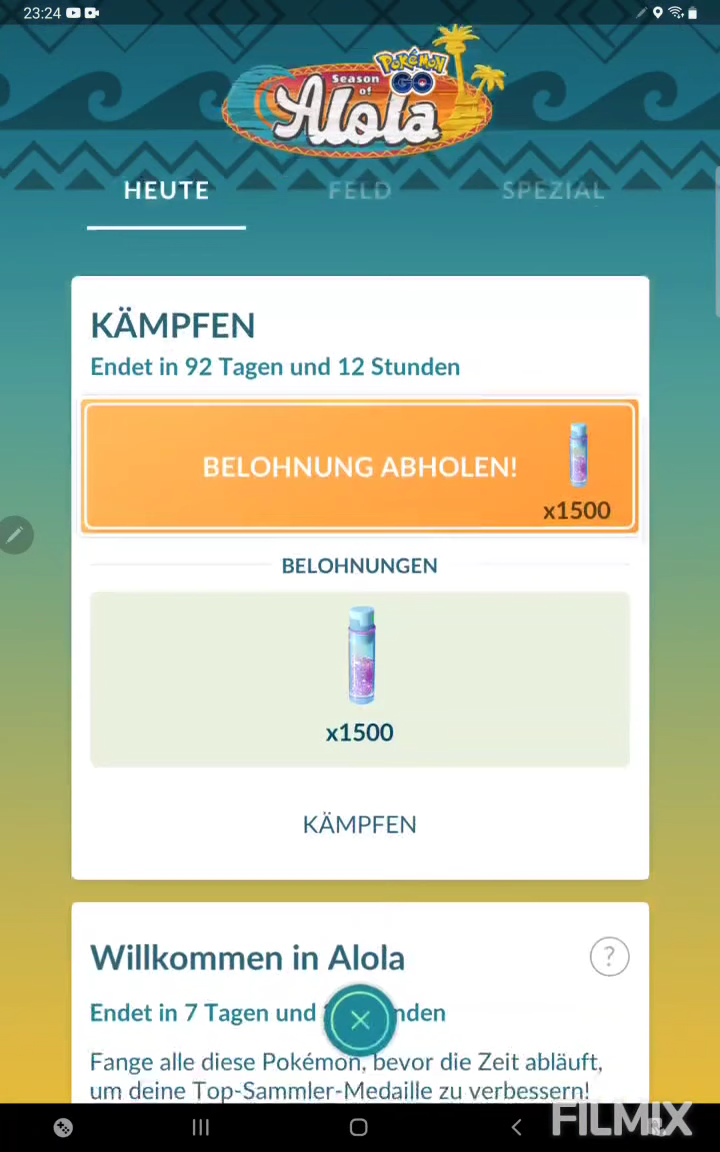 23:24
Season of
POKÉMON GO
Alola
HEUTE FELD SPEZIAL
KÄMPFEN
Endet in 92 Tagen und 12 Stunden
BELOHNUNG ABHOLEN!
x1500
BELOHNUNGEN
x1500
KÄMPFEN
Willkommen in Alola
?
Endet in 7 Tagen und nden
Fange alle diese Pokémon, bevor die Zeit abläuft,
um deine Top-Sammler-Medaille zu verbessern!
FILMIX